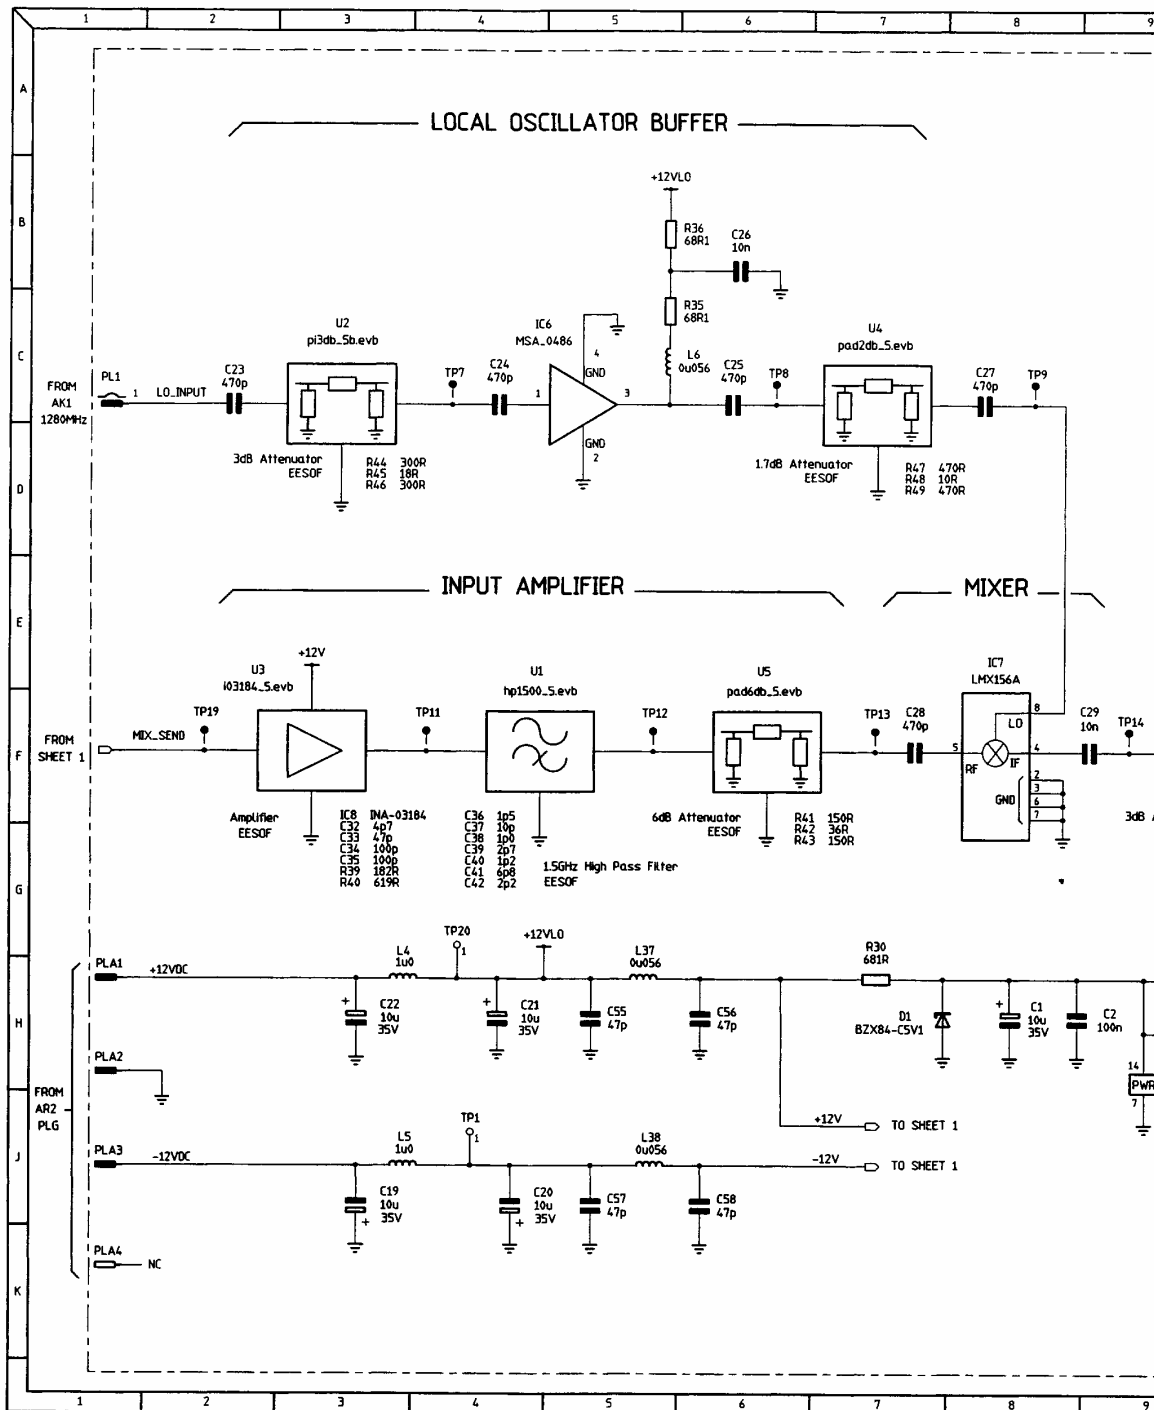 1 2 3 4 5 6 7 8 9
A
LOCAL OSCILLATOR BUFFER
+12VLO
B
R36
68R1
C26
10n
R35
68R1
U2
pi3db_5b.evb
IC6
MSA_0486
U4
pad2db_5.evb
C
PL1
1
LO_INPUT
C23
470p
TP7
C24
470p
1
4
GND
3
L6
0u056
C25
470p
TP8
C27
470p
TP9
FROM
AK1
1280MHz
GND
2
3dB Attenuator
EESOF
R44 300R
R45 18R
R46 300R
1.7dB Attenuator
EESOF
R47 470R
R48 10R
R49 470R
D
INPUT AMPLIFIER
MIXER
E
+12V
U3
i03184_5.evb
U1
hp1500_5.evb
U5
pad6db_5.evb
IC7
LMX156A
FROM
SHEET 1
MIX_SEND
TP19
TP11
TP12
TP13
C28
470p
8
LO
5
RF
IF
4
C29
10n
TP14
F
GND
2
3
6
7
Amplifier
EESOF
IC8 INA-03184
C32 4p7
C33 47p
C34 100p
C35 100p
R39 182R
R40 619R
C36 1p5
C37 10p
C38 1p0
C39 2p7
C40 1p2
C41 6p8
C42 2p2
1.5GHz High Pass Filter
EESOF
6dB Attenuator
EESOF
R41 150R
R42 36R
R43 150R
3dB A
G
PLA1
+12VDC
L4
1u0
TP20
1
+12VLO
L37
0u056
R30
681R
H
C22
10u
35V
+
C21
10u
35V
+
C55
47p
C56
47p
D1
BZX84-C5V1
C1
10u
35V
+
C2
100n
PLA2
14
PWR
7
FROM
AR2
PLG
+12V
TO SHEET 1
J
PLA3
-12VDC
L5
1u0
TP1
1
L38
0u056
-12V
TO SHEET 1
C19
10u
35V
+
C20
10u
35V
+
C57
47p
C58
47p
PLA4
NC
K
1 2 3 4 5 6 7 8 9